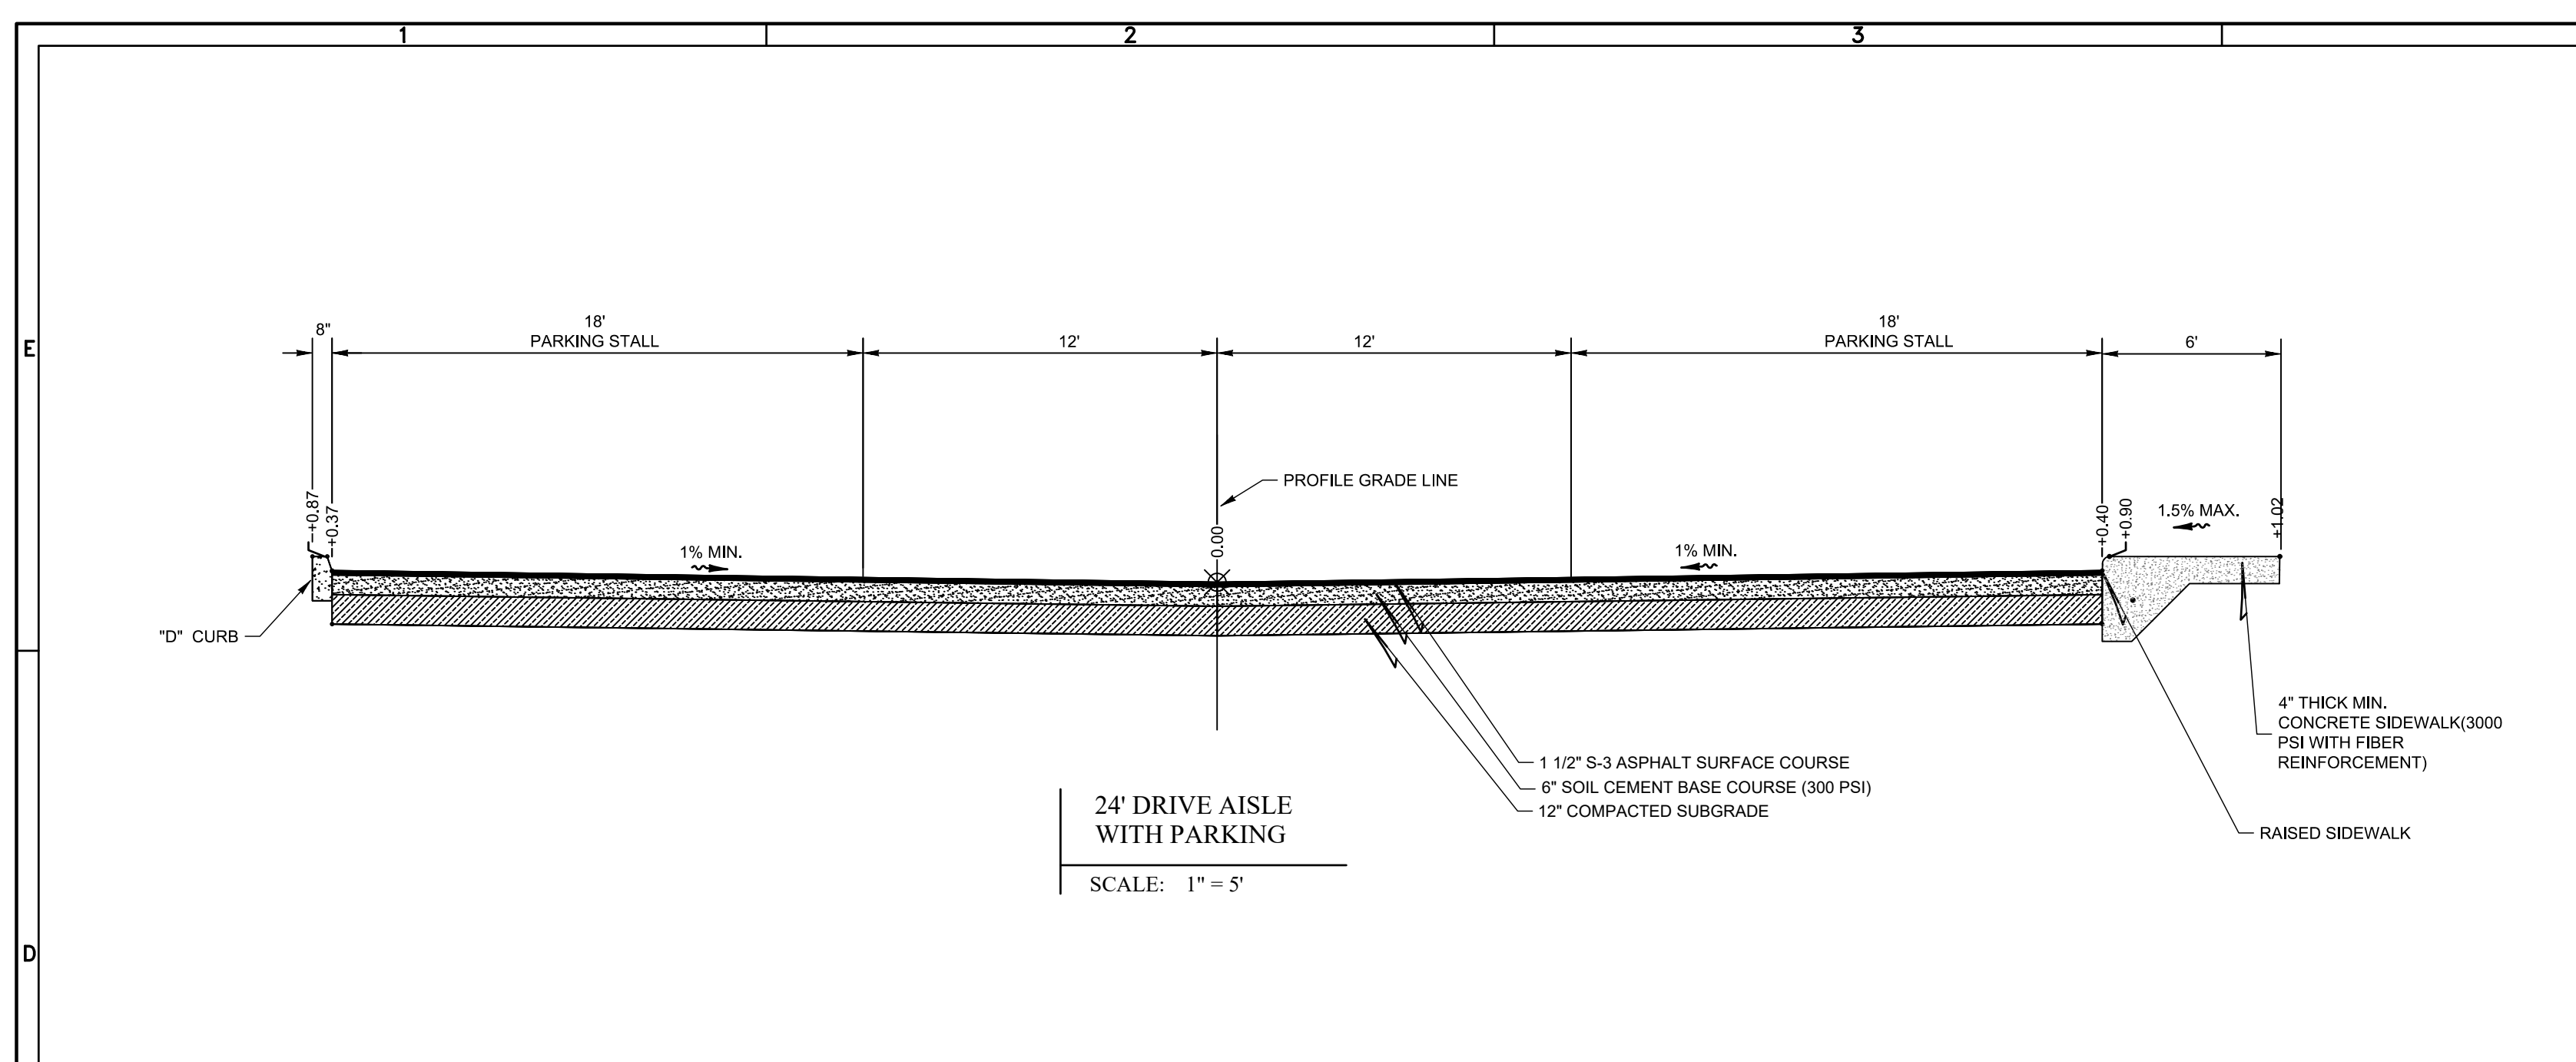 1
2
3
E
D
8"
18'
PARKING STALL
12'
12'
18'
PARKING STALL
6'
PROFILE GRADE LINE
+0.87
+0.37
1% MIN.
0.00
1% MIN.
+0.40
+0.90
1.5% MAX.
+1.02
"D" CURB
4" THICK MIN.
CONCRETE SIDEWALK(3000
PSI WITH FIBER
REINFORCEMENT)
1 1/2" S-3 ASPHALT SURFACE COURSE
6" SOIL CEMENT BASE COURSE (300 PSI)
12" COMPACTED SUBGRADE
RAISED SIDEWALK
24' DRIVE AISLE
WITH PARKING
SCALE: 1" = 5'